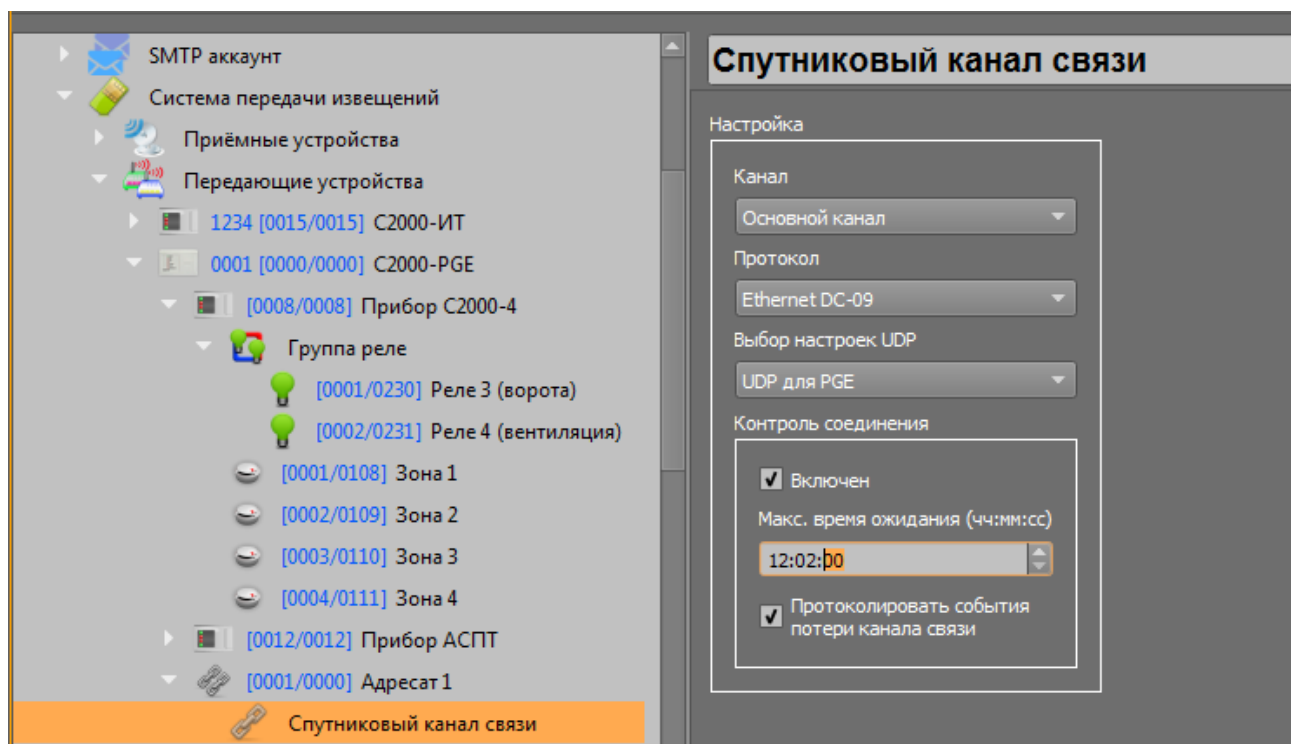 SMTP аккаунт
Система передачи извещений
Приёмные устройства
Передающие устройства
1234 [0015/0015] С2000-ИТ
0001 [0000/0000] С2000-PGE
[0008/0008] Прибор С2000-4
Группа реле
[0001/0230] Реле 3 (ворота)
[0002/0231] Реле 4 (вентиляция)
[0001/0108] Зона 1
[0002/0109] Зона 2
[0003/0110] Зона 3
[0004/0111] Зона 4
[0012/0012] Прибор АСПТ
[0001/0000] Адресат 1
Спутниковый канал связи
Спутниковый канал связи
Настройка
Канал
Основной канал
Протокол
Ethernet DC-09
Выбор настроек UDP
UDP для PGE
Контроль соединения
Включен
Макс. время ожидания (чч:мм:сс)
12:02:00
Протоколировать события
потери канала связи